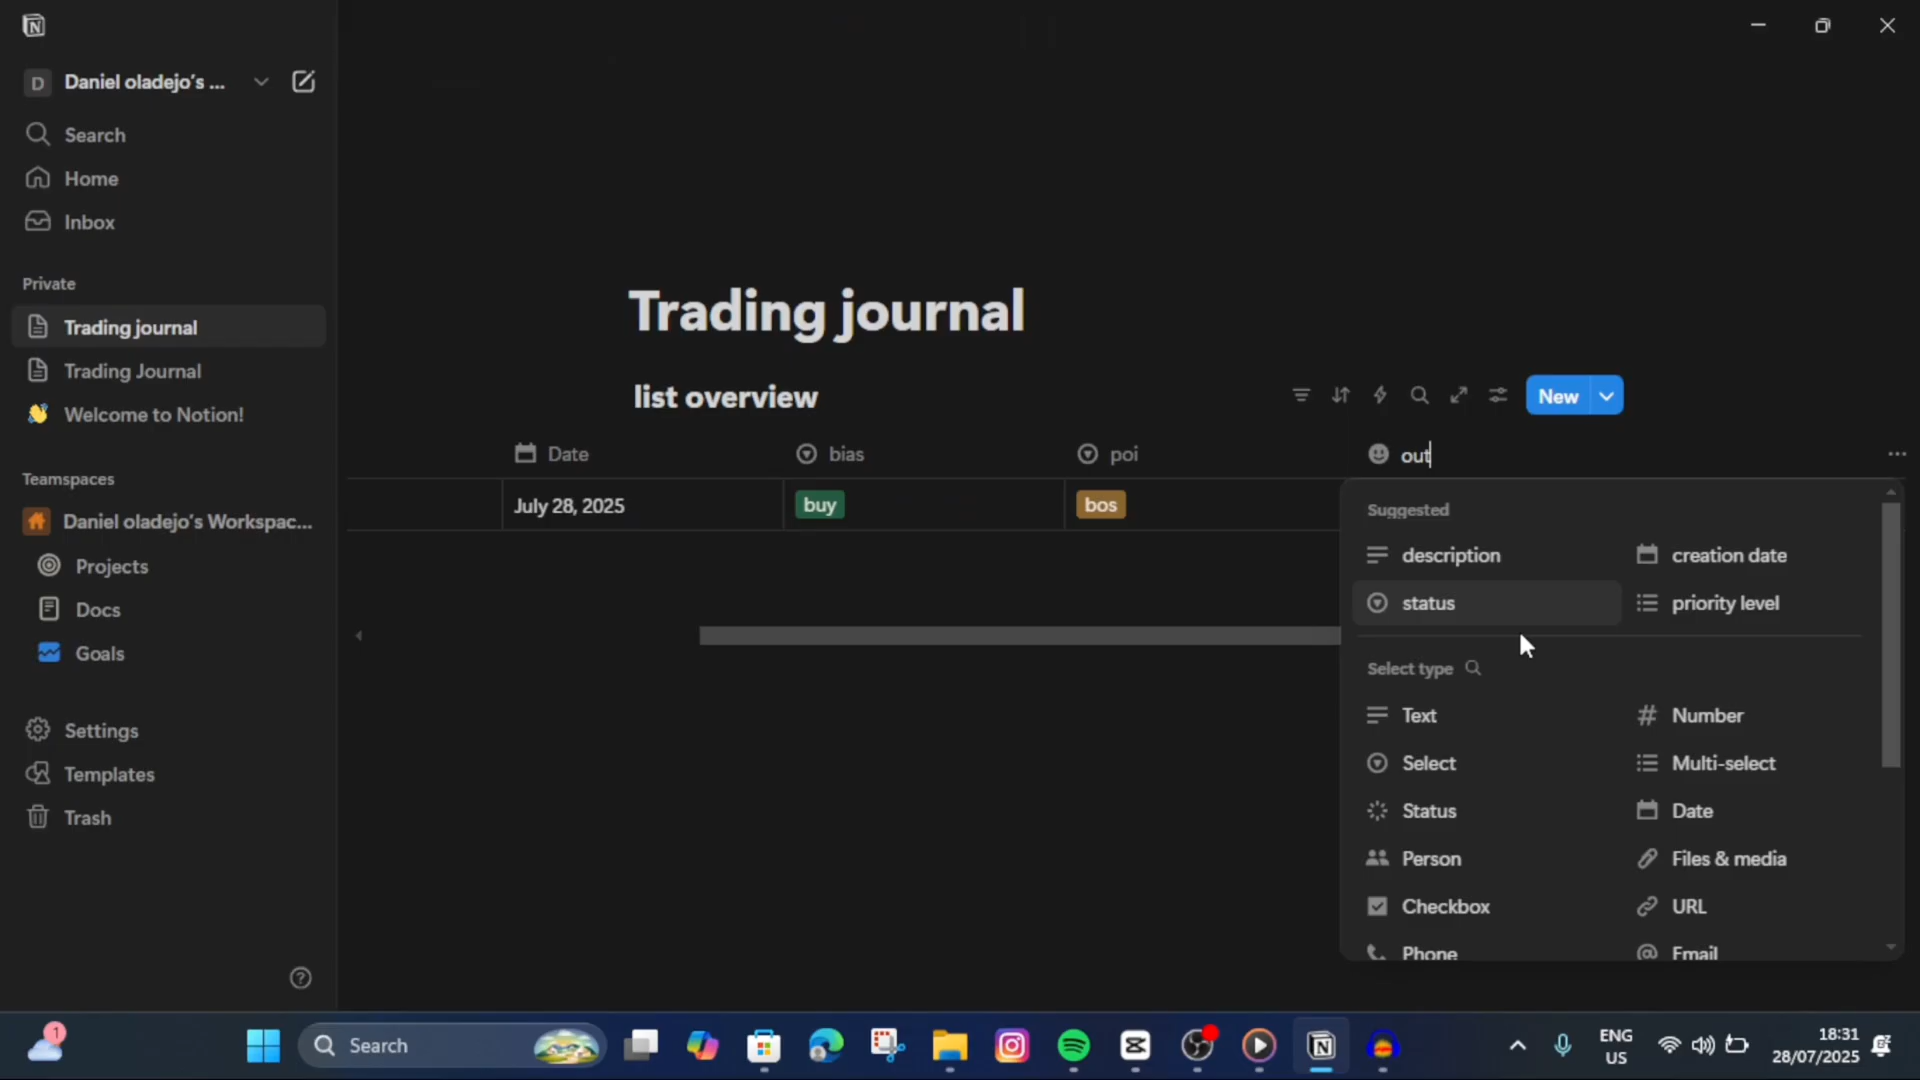 D Daniel oladejo's ...
Search
Home
Inbox
Private
Trading journal
Trading Journal
Welcome to Notion!
Teamspaces
Daniel oladejo's Workspac...
Projects
Docs
Goals
Settings
Templates
Trash
Trading journal
list overview
New
Date bias poi out
July 28, 2025 buy bos
Suggested
description creation date
status priority level
Select type
Text Number
Select Multi-select
Status Date
Person Files & media
Checkbox URL
Phone Email
1
Search
ENG
US
18:31
28/07/2025